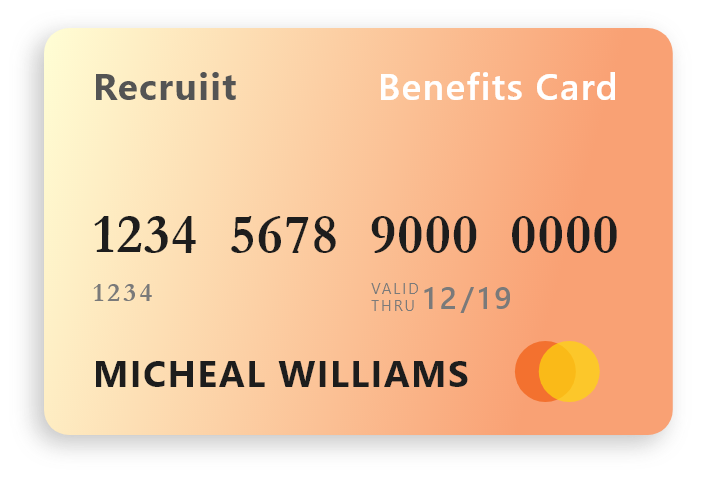 Recruiit Benefits Card
1234 5678 9000 0000
1234
VALID THRU 12/19
MICHEAL WILLIAMS